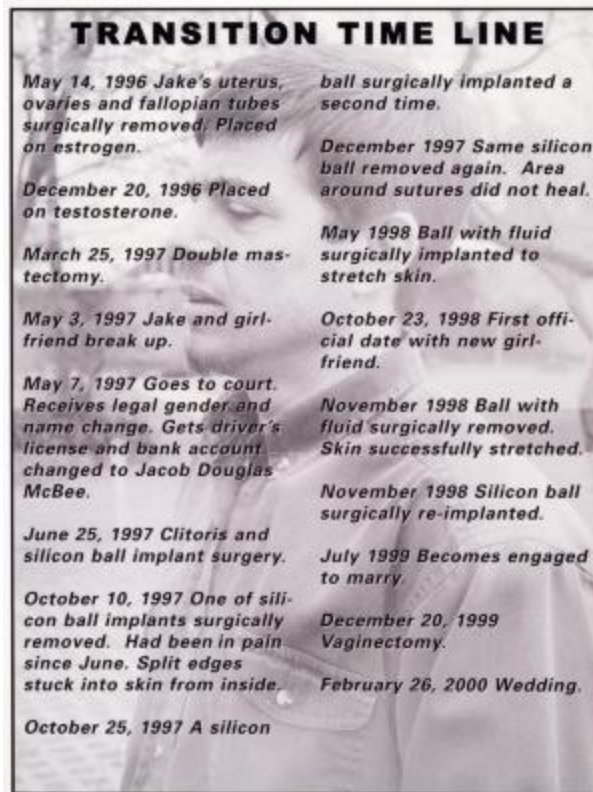 TRANSITION TIME LINE
May 14, 1996 Jake's uterus,
ovaries and fallopian tubes
surgically removed. Placed
on estrogen.
December 20, 1996 Placed
on testosterone.
March 25, 1997 Double mas-
tectomy.
May 3, 1997 Jake and girl-
friend break up.
May 7, 1997 Goes to court.
Receives legal gender and
name change. Gets driver's
license and bank account
changed to Jacob Douglas
McBee.
June 25, 1997 Clitoris and
silicon ball implant surgery.
October 10, 1997 One of sili-
con ball implants surgically
removed. Had been in pain
since June. Split edges
stuck into skin from inside.
October 25, 1997 A silicon
ball surgically implanted a
second time.
December 1997 Same silicon
ball removed again. Area
around sutures did not heal.
May 1998 Ball with fluid
surgically implanted to
stretch skin.
October 23, 1998 First offi-
cial date with new girl-
friend.
November 1998 Ball with
fluid surgically removed.
Skin successfully stretched.
November 1998 Silicon ball
surgically re-implanted.
July 1999 Becomes engaged
to marry.
December 20, 1999
Vaginectomy.
February 26, 2000 Wedding.